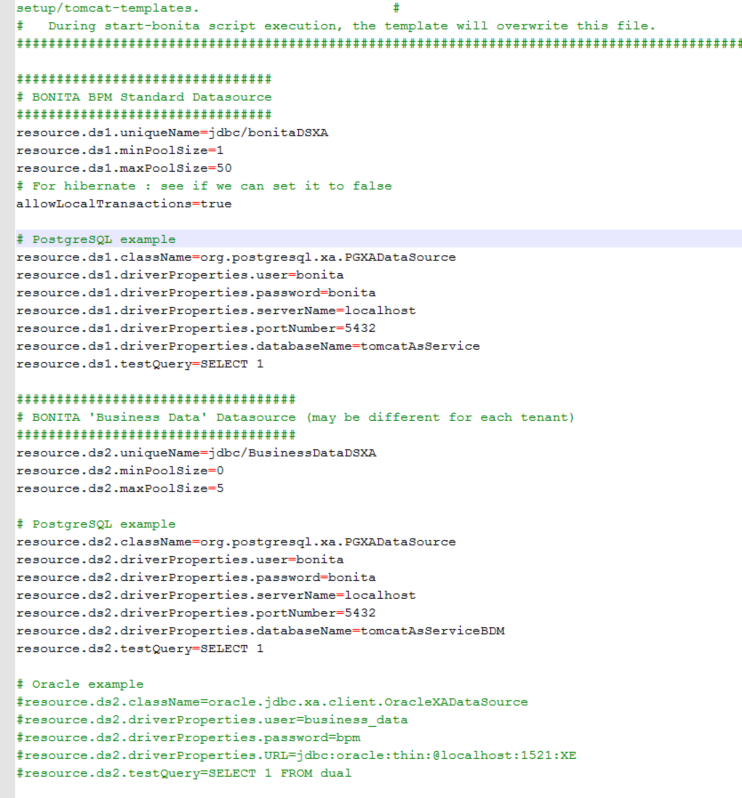 setup/tomcat-templates. #
#   During start-bonita script execution, the template will overwrite this file.
###########################################################################################

################################
# BONITA BPM Standard Datasource
################################
resource.ds1.uniqueName=jdbc/bonitaDSXA
resource.ds1.minPoolSize=1
resource.ds1.maxPoolSize=50
# For hibernate : see if we can set it to false
allowLocalTransactions=true

# PostgreSQL example
resource.ds1.className=org.postgresql.xa.PGXADataSource
resource.ds1.driverProperties.user=bonita
resource.ds1.driverProperties.password=bonita
resource.ds1.driverProperties.serverName=localhost
resource.ds1.driverProperties.portNumber=5432
resource.ds1.driverProperties.databaseName=tomcatAsService
resource.ds1.testQuery=SELECT 1

###################################
# BONITA 'Business Data' Datasource (may be different for each tenant)
###################################
resource.ds2.uniqueName=jdbc/BusinessDataDSXA
resource.ds2.minPoolSize=0
resource.ds2.maxPoolSize=5

# PostgreSQL example
resource.ds2.className=org.postgresql.xa.PGXADataSource
resource.ds2.driverProperties.user=bonita
resource.ds2.driverProperties.password=bonita
resource.ds2.driverProperties.serverName=localhost
resource.ds2.driverProperties.portNumber=5432
resource.ds2.driverProperties.databaseName=tomcatAsServiceBDM
resource.ds2.testQuery=SELECT 1

# Oracle example
#resource.ds2.className=oracle.jdbc.xa.client.OracleXADataSource
#resource.ds2.driverProperties.user=business_data
#resource.ds2.driverProperties.password=bpm
#resource.ds2.driverProperties.URL=jdbc:oracle:thin:@localhost:1521:XE
#resource.ds2.testQuery=SELECT 1 FROM dual